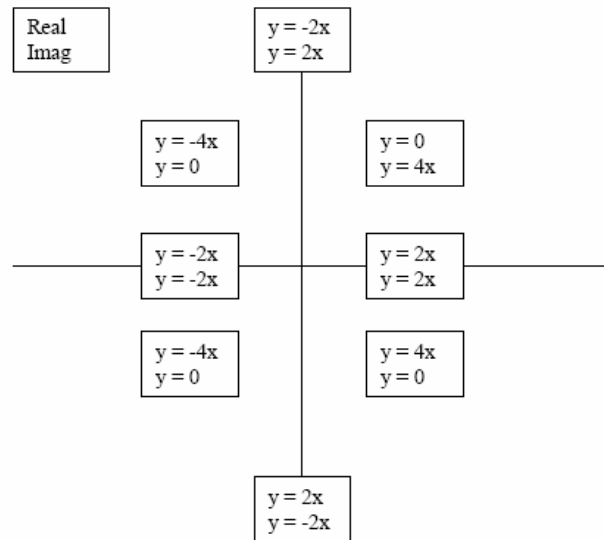 Real
Imag
y = -2x
y = 2x
y = -4x
y = 0
y = 0
y = 4x
y = -2x
y = -2x
y = 2x
y = 2x
y = -4x
y = 0
y = 4x
y = 0
y = 2x
y = -2x